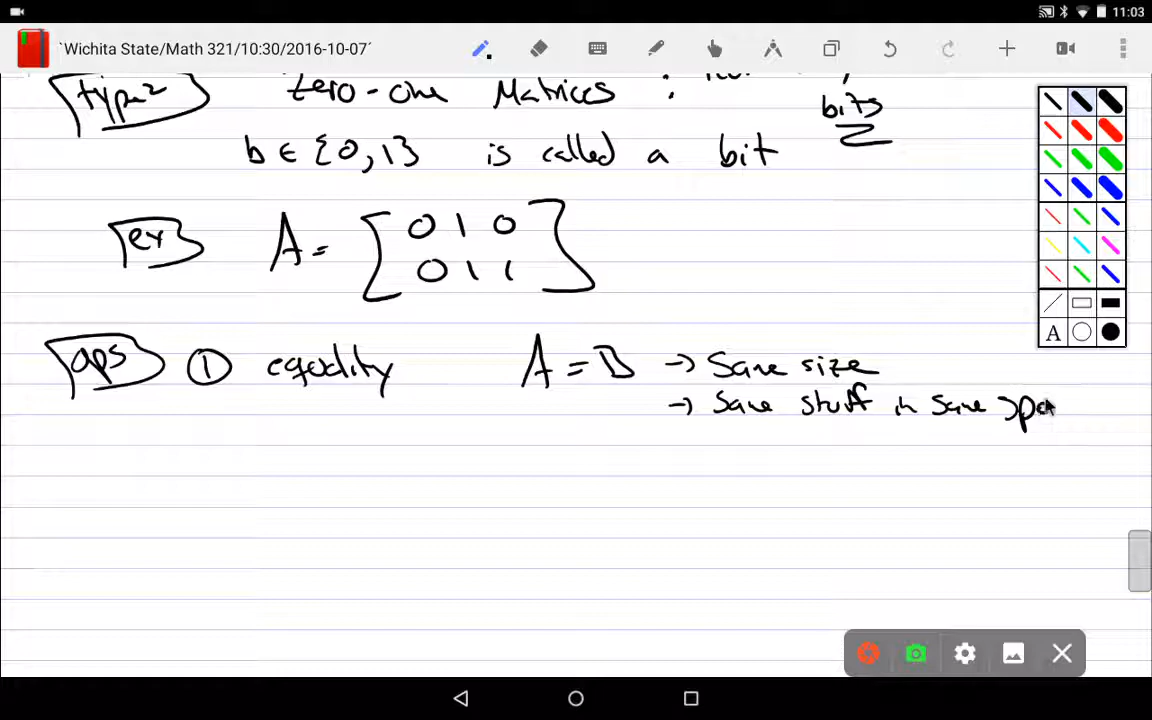 11:03
`Wichita State/Math 321/10:30/2016-10-07´
type 2 Zero-one Matrices :
bits
b ∈ {0,1} is called a bit
ex A = [ 0 1 0
0 1 1 ]
ops ① equality A = B → Same size
→ Same stuff in same
A